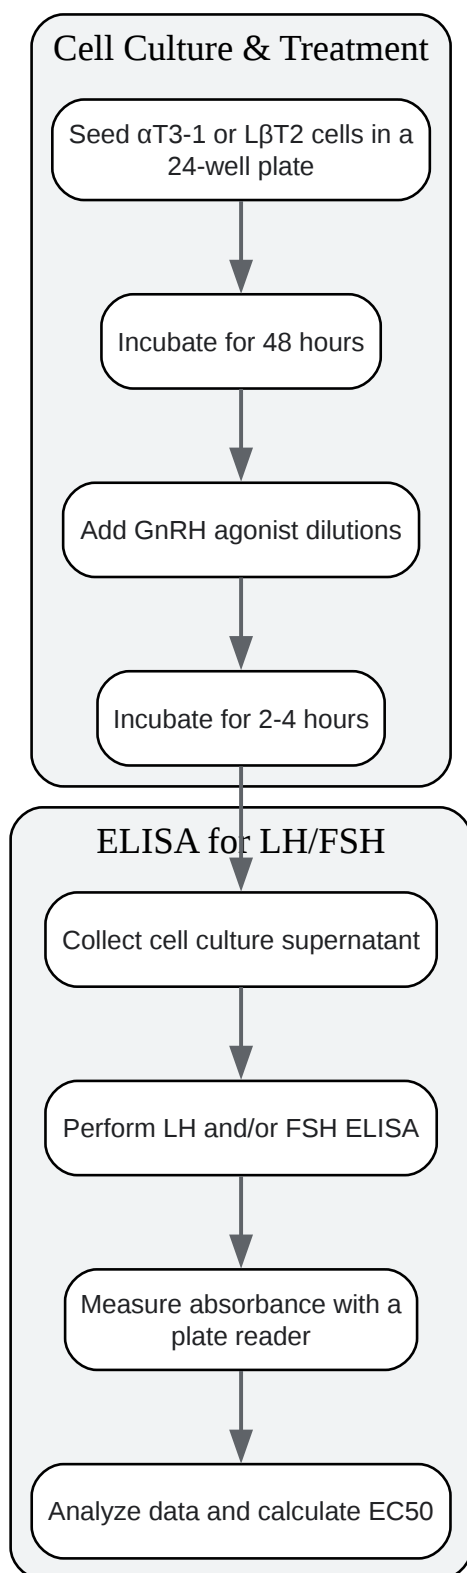 Cell Culture & Treatment
Seed αT3-1 or LβT2 cells in a
24-well plate
Incubate for 48 hours
Add GnRH agonist dilutions
Incubate for 2-4 hours
ELISA for LH/FSH
Collect cell culture supernatant
Perform LH and/or FSH ELISA
Measure absorbance with a
plate reader
Analyze data and calculate EC50